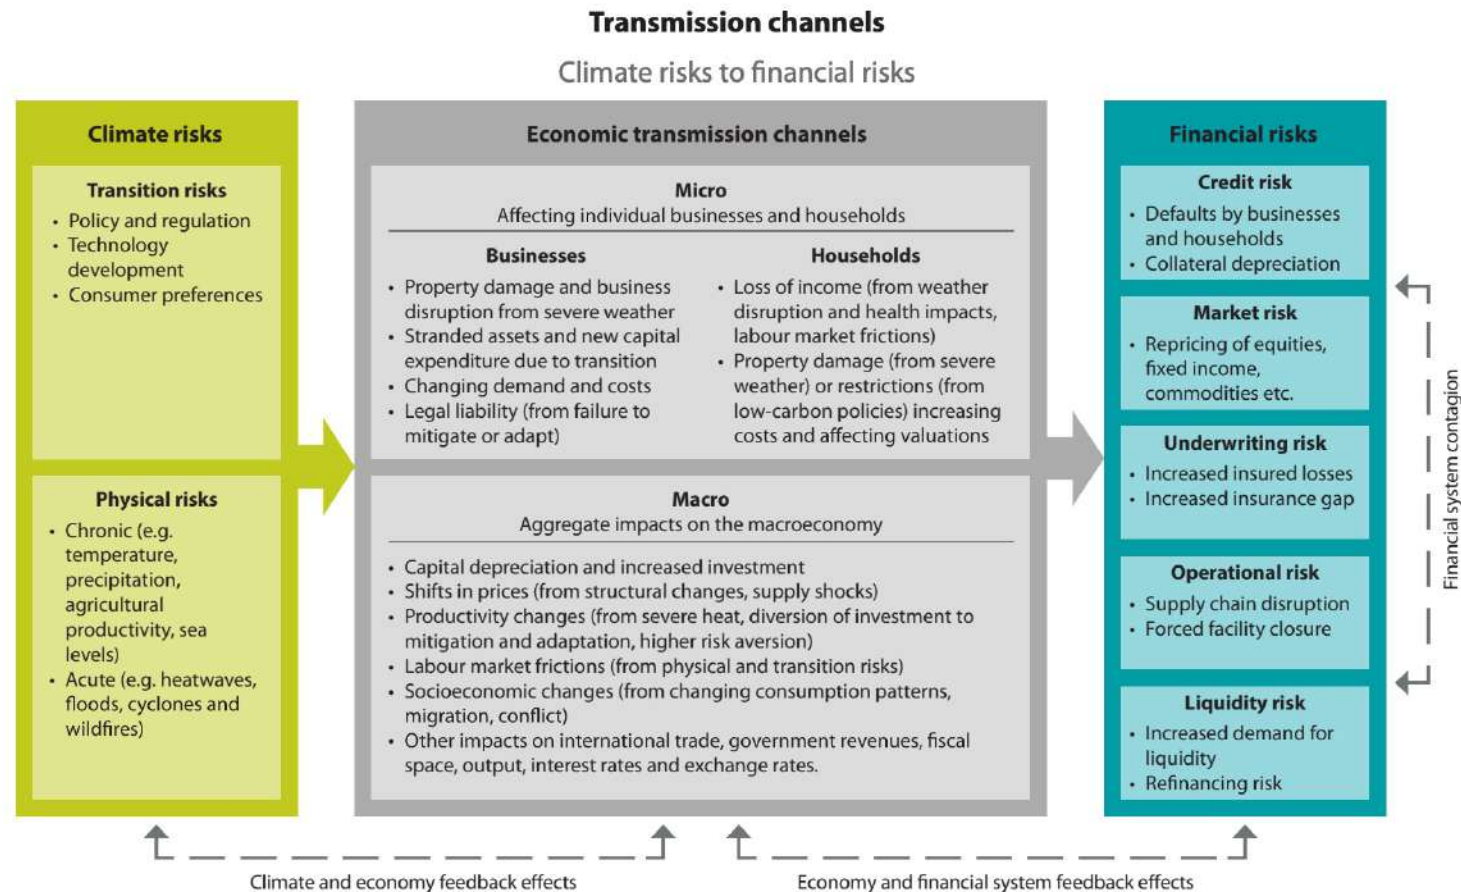 Transmission channels
Climate risks to financial risks
Climate risks
Transition risks
• Policy and regulation
• Technology
development
• Consumer preferences
Physical risks
• Chronic (e.g.
temperature,
precipitation,
agricultural
productivity, sea
levels)
• Acute (e.g. heatwaves,
floods, cyclones and
wildfires)
Economic transmission channels
Micro
Affecting individual businesses and households
Businesses
• Property damage and business
disruption from severe weather
• Stranded assets and new capital
expenditure due to transition
• Changing demand and costs
• Legal liability (from failure to
mitigate or adapt)
Households
• Loss of income (from weather
disruption and health impacts,
labour market frictions)
• Property damage (from severe
weather) or restrictions (from
low-carbon policies) increasing
costs and affecting valuations
Macro
Aggregate impacts on the macroeconomy
• Capital depreciation and increased investment
• Shifts in prices (from structural changes, supply shocks)
• Productivity changes (from severe heat, diversion of investment to
mitigation and adaptation, higher risk aversion)
• Labour market frictions (from physical and transition risks)
• Socioeconomic changes (from changing consumption patterns,
migration, conflict)
• Other impacts on international trade, government revenues, fiscal
space, output, interest rates and exchange rates.
Financial risks
Credit risk
• Defaults by businesses
and households
• Collateral depreciation
Market risk
• Repricing of equities,
fixed income,
commodities etc.
Underwriting risk
• Increased insured losses
• Increased insurance gap
Operational risk
• Supply chain disruption
• Forced facility closure
Liquidity risk
• Increased demand for
liquidity
• Refinancing risk
Financial system contagion
Climate and economy feedback effects
Economy and financial system feedback effects